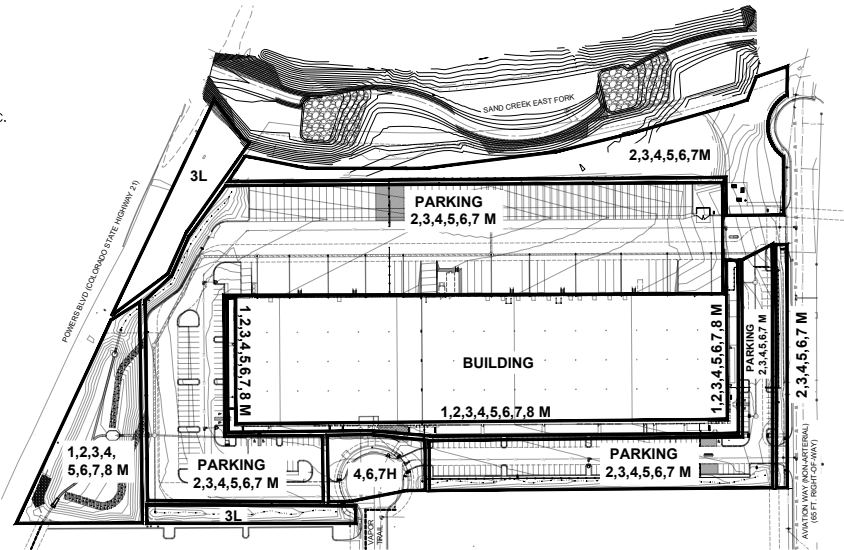 c.
SAND CREEK EAST FORK
2,3,4,5,6,7M
3L
PARKING
2,3,4,5,6,7 M
POWERS BLVD (COLORADO STATE HIGHWAY 21)
1,2,3,4,5,6,7,8 M
BUILDING
1,2,3,4,5,6,7,8 M
1,2,3,4,5,6,7,8 M
PARKING
2,3,4,5,6,7 M
2,3,4,5,6,7 M
1,2,3,4,
5,6,7,8 M
PARKING
2,3,4,5,6,7 M
4,6,7H
PARKING
2,3,4,5,6,7 M
3L
VAPOR
TRAIL
AVIATION WAY (NON-ARTERIAL)
(65 FT. RIGHT-OF-WAY)